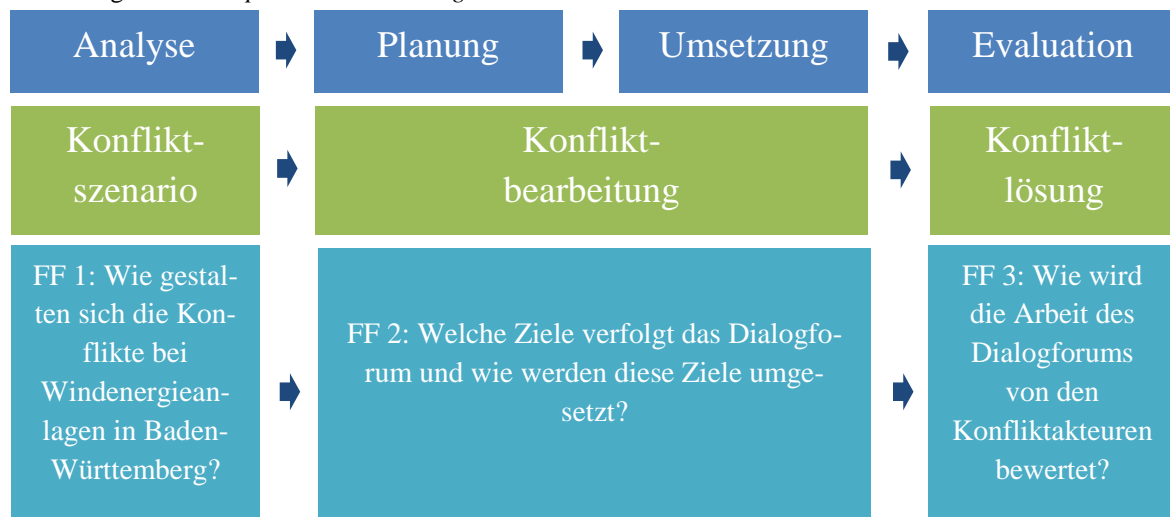 Analyse
Planung
Umsetzung
Evaluation
Konflikt-
szenario
Konflikt-
bearbeitung
Konflikt-
lösung
FF 1: Wie gestal-
ten sich die Kon-
flikte bei
Windenergiean-
lagen in Baden-
Württemberg?
FF 2: Welche Ziele verfolgt das Dialogfo-
rum und wie werden diese Ziele umge-
setzt?
FF 3: Wie wird
die Arbeit des
Dialogforums
von den
Konfliktakteuren
bewertet?